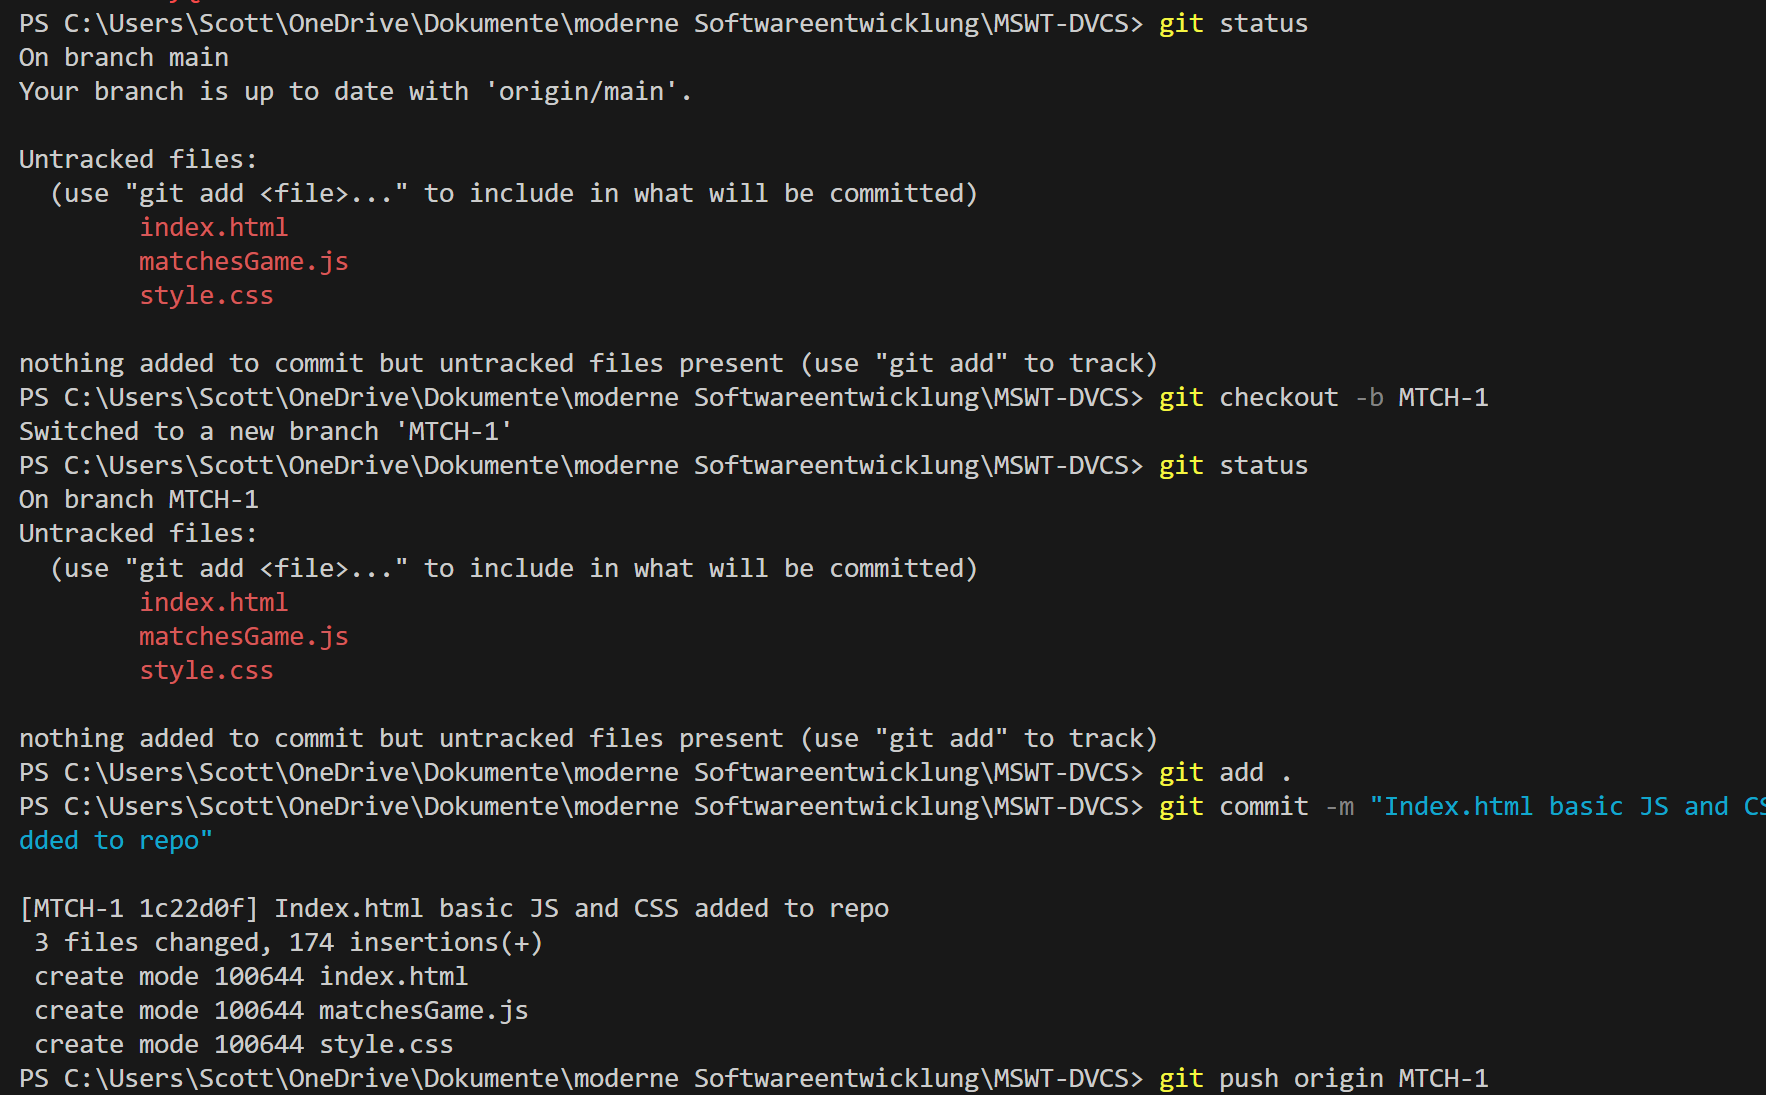 PS C:\Users\Scott\OneDrive\Dokumente\moderne Softwareentwicklung\MSWT-DVCS> git status
On branch main
Your branch is up to date with 'origin/main'.
Untracked files:
(use "git add <file>..." to include in what will be committed)
index.html
matchesGame.js
style.css
nothing added to commit but untracked files present (use "git add" to track)
PS C:\Users\Scott\OneDrive\Dokumente\moderne Softwareentwicklung\MSWT-DVCS> git checkout -b MTCH-1
Switched to a new branch 'MTCH-1'
PS C:\Users\Scott\OneDrive\Dokumente\moderne Softwareentwicklung\MSWT-DVCS> git status
On branch MTCH-1
Untracked files:
(use "git add <file>..." to include in what will be committed)
index.html
matchesGame.js
style.css
nothing added to commit but untracked files present (use "git add" to track)
PS C:\Users\Scott\OneDrive\Dokumente\moderne Softwareentwicklung\MSWT-DVCS> git add .
PS C:\Users\Scott\OneDrive\Dokumente\moderne Softwareentwicklung\MSWT-DVCS> git commit -m "Index.html basic JS and CS
dded to repo"
[MTCH-1 1c22d0f] Index.html basic JS and CSS added to repo
3 files changed, 174 insertions(+)
create mode 100644 index.html
create mode 100644 matchesGame.js
create mode 100644 style.css
PS C:\Users\Scott\OneDrive\Dokumente\moderne Softwareentwicklung\MSWT-DVCS> git push origin MTCH-1